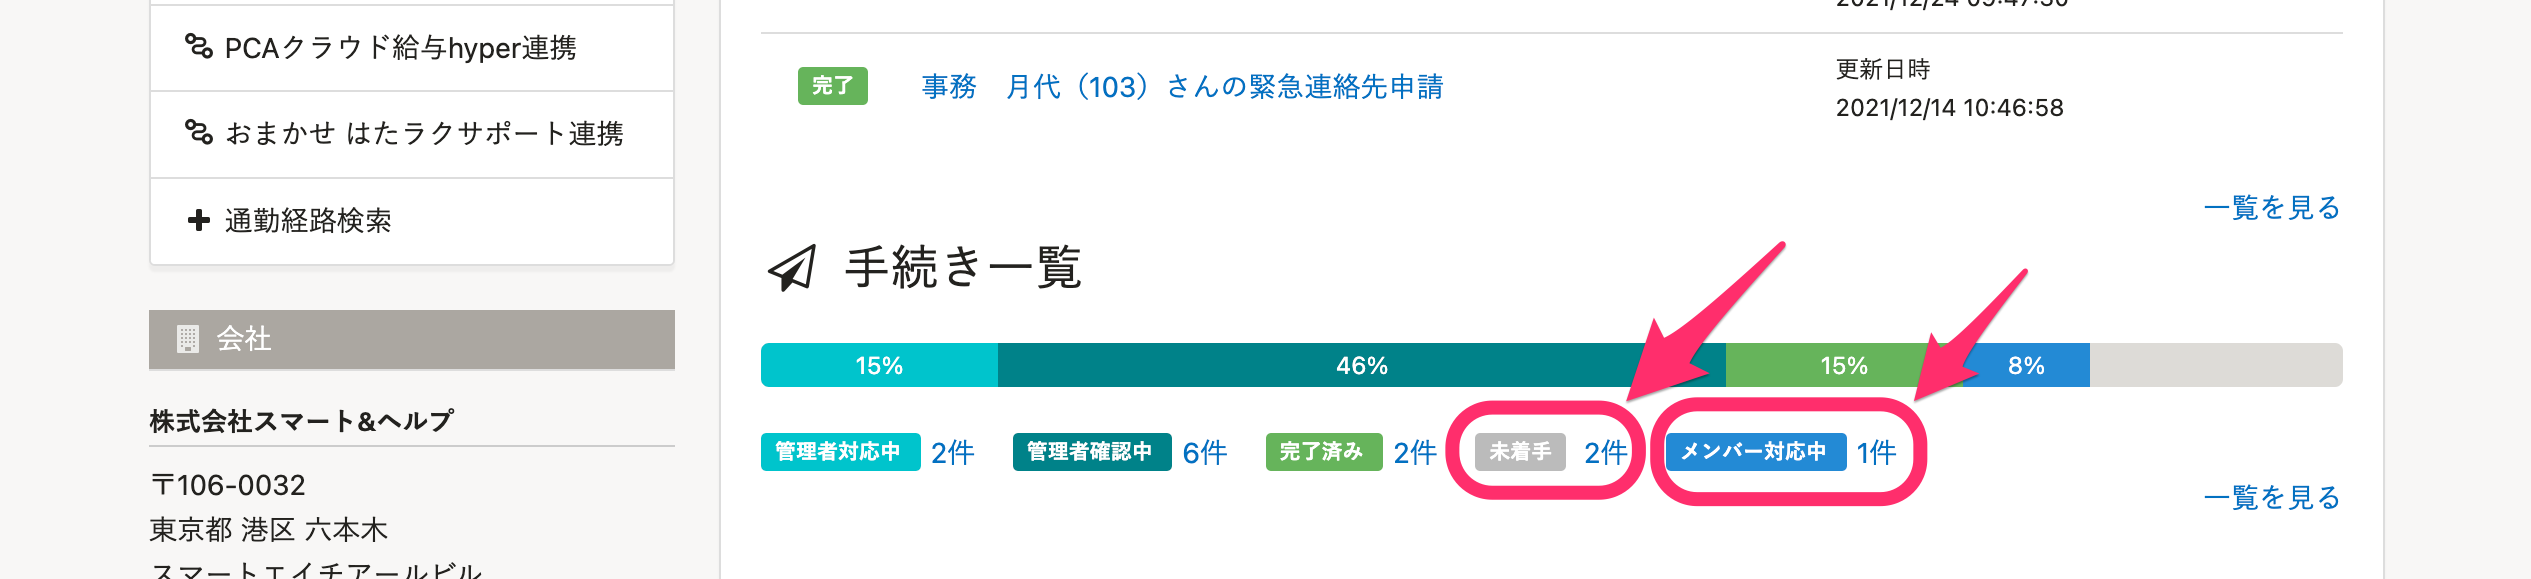 PCAクラウド給与hyper連携
おまかせ はたラクサポート連携
通勤経路検索
会社
株式会社スマート&ヘルプ
〒106-0032
東京都 港区 六本木
スマートエイチアールビル
2021/12/24 09:47:30
完了 事務　月代（103）さんの緊急連絡先申請
更新日時
2021/12/14 10:46:58
一覧を見る
手続き一覧
15% 46% 15% 8%
管理者対応中 2件 管理者確認中 6件 完了済み 2件 未着手 2件 メンバー対応中 1件
一覧を見る